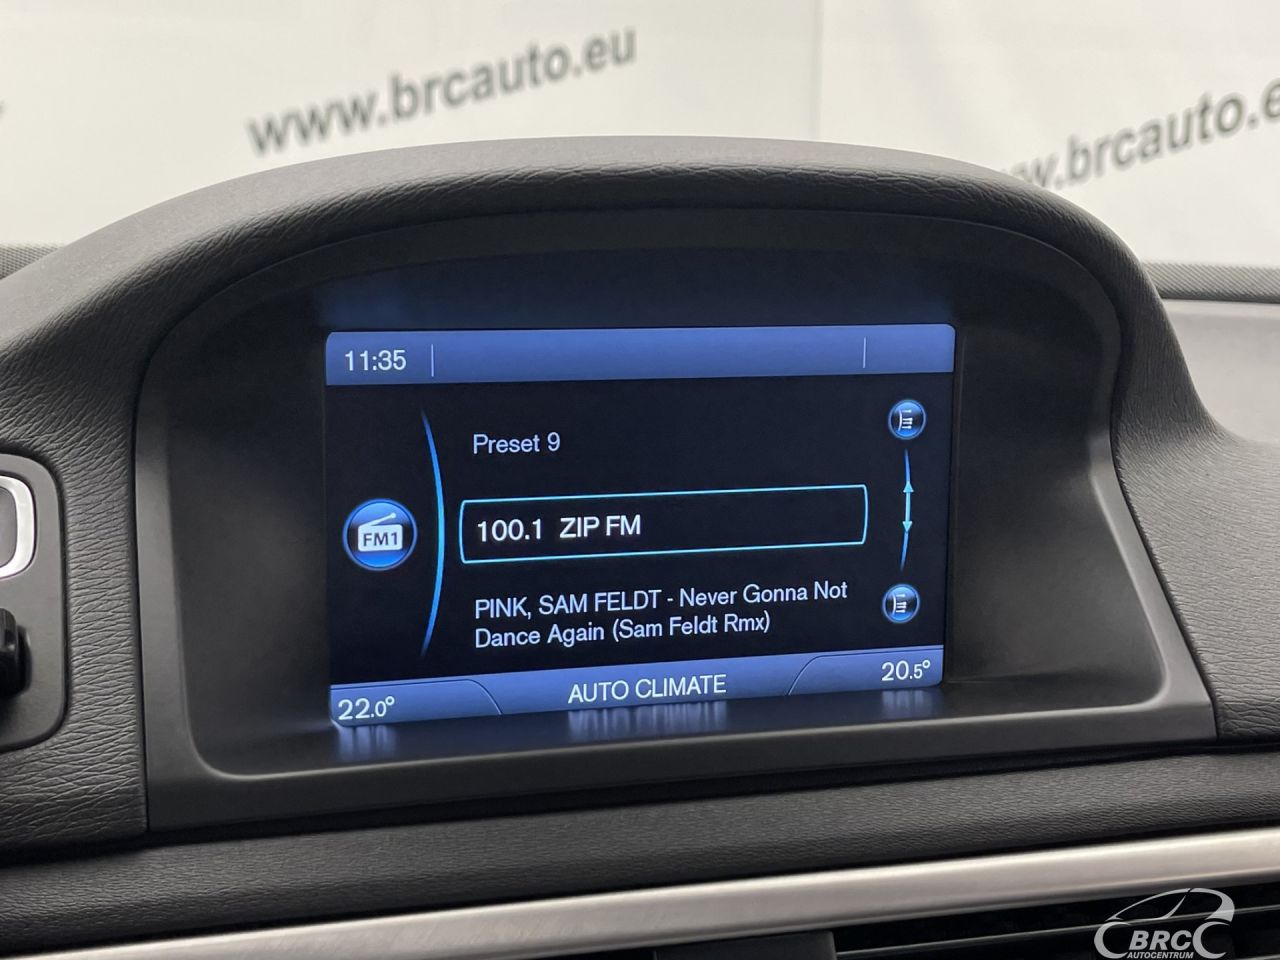 www.brcauto.eu
www.brcauto.e
11:35
Preset 9
FM1
100.1 ZIP FM
PINK, SAM FELDT - Never Gonna Not
Dance Again (Sam Feldt Rmx)
22.0°
AUTO CLIMATE
20.5°
BRC
AUTOCENTRUM